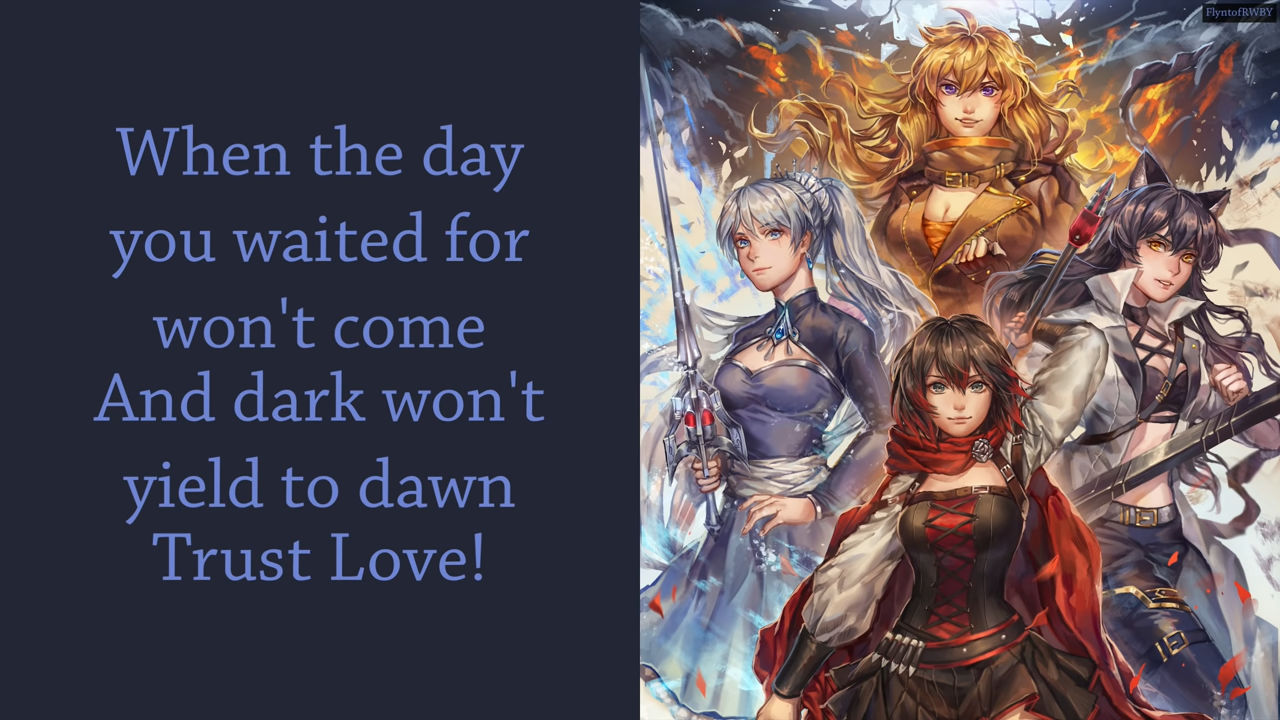 When the day
you waited for
won't come
And dark won't
yield to dawn
Trust Love!
FlyntofRWBY